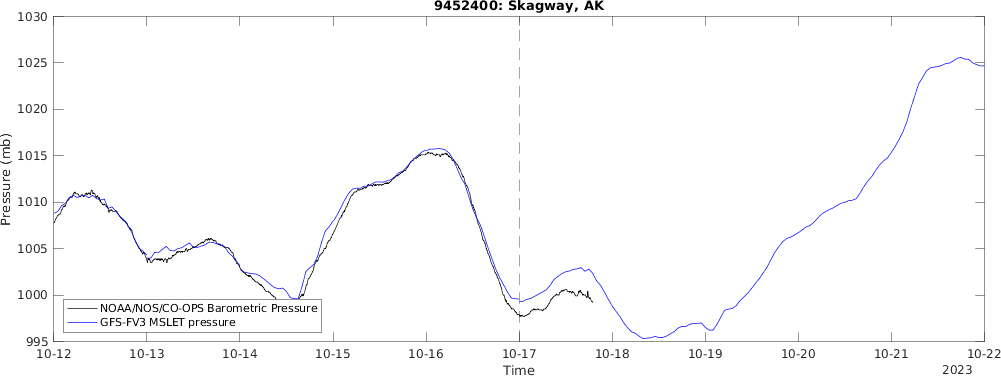 9452400: Skagway, AK
Pressure (mb)
1030
1025
1020
1015
1010
1005
1000
995
NOAA/NOS/CO-OPS Barometric Pressure
GFS-FV3 MSLET pressure
10-12 10-13 10-14 10-15 10-16 10-17 10-18 10-19 10-20 10-21 10-22
Time
2023